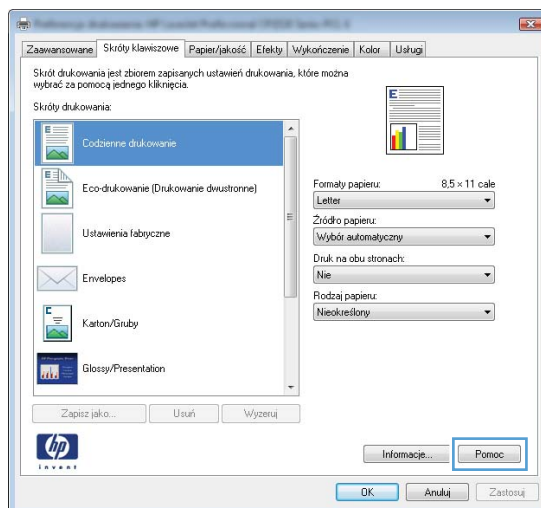 Zaawansowane Skróty klawiszowe Papier/jakość Efekty Wykończenie Kolor Usługi
Skrót drukowania jest zbiorem zapisanych ustawień drukowania, które można
wybrać za pomocą jednego kliknięcia.
Skróty drukowania:
Codzienne drukowanie
Eco-drukowanie (Drukowanie dwustronne)
Ustawienia fabryczne
Envelopes
Karton/Gruby
Glossy/Presentation
Formaty papieru: 8,5 × 11 cale
Letter
Źródło papieru:
Wybór automatyczny
Druk na obu stronach:
Nie
Rodzaj papieru:
Nieokreślony
Zapisz jako... Usuń Wyzeruj
hp
invent
Informacje... Pomoc
OK Anuluj Zastosuj